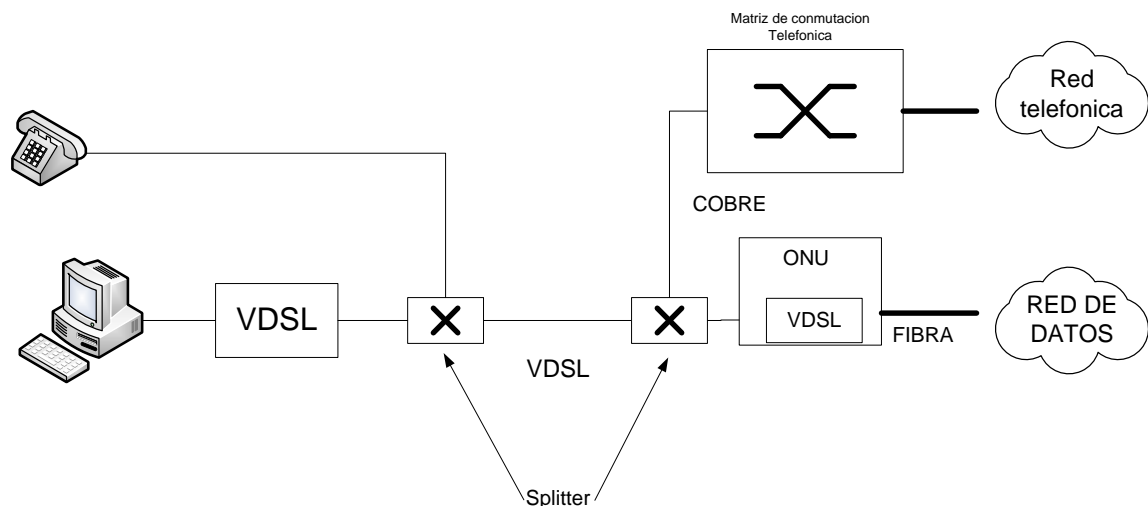 Matriz de conmutacion
Telefonica
Red
telefonica
COBRE
ONU
VDSL
VDSL
FIBRA
RED DE
DATOS
VDSL
Splitter